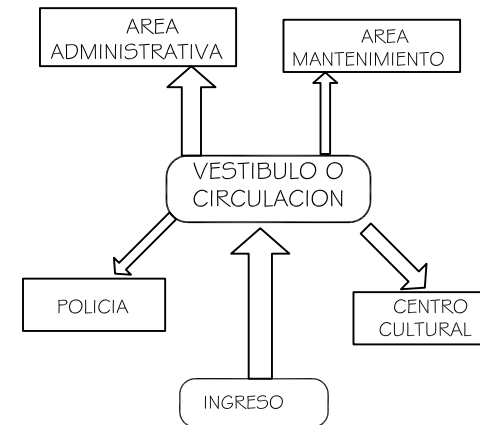 AREA
ADMINISTRATIVA
AREA
MANTENIMIENTO
VESTIBULO O
CIRCULACION
POLICIA
CENTRO
CULTURAL
INGRESO